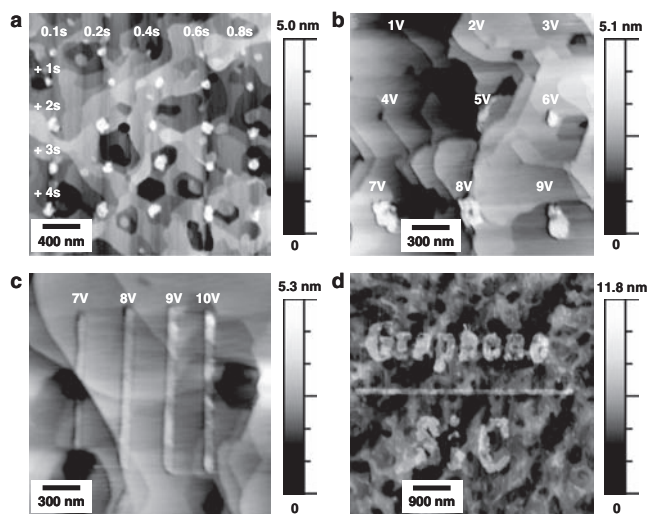 a
0.1s 0.2s 0.4s 0.6s 0.8s
+ 1s
+ 2s
+ 3s
+ 4s
400 nm
5.0 nm
0
b
1V 2V 3V
4V 5V 6V
7V 8V 9V
300 nm
5.1 nm
0
c
7V 8V 9V 10V
300 nm
5.3 nm
0
d
Graphene
SiC
900 nm
11.8 nm
0